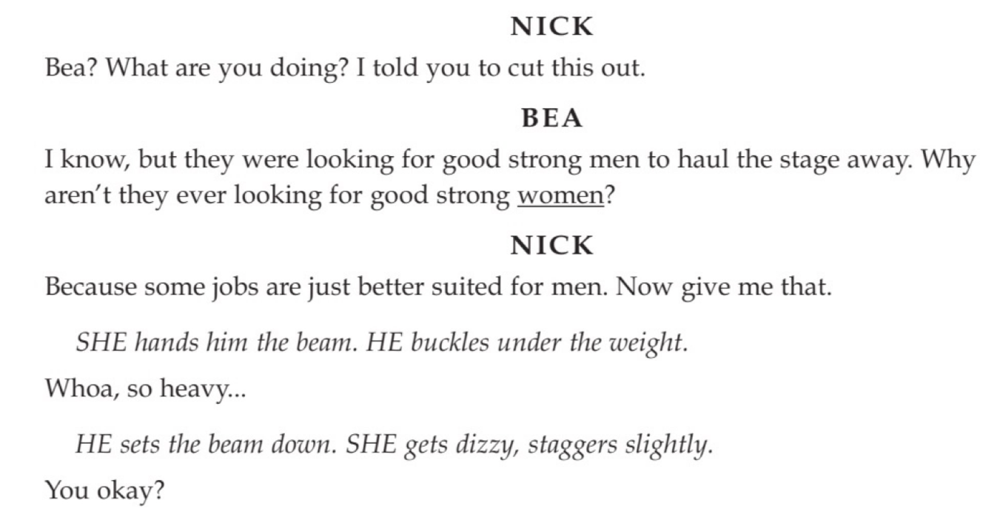 NICK
Bea? What are you doing? I told you to cut this out.
BEA
I know, but they were looking for good strong men to haul the stage away. Why
aren’t they ever looking for good strong women?
NICK
Because some jobs are just better suited for men. Now give me that.
SHE hands him the beam. HE buckles under the weight.
Whoa, so heavy...
HE sets the beam down. SHE gets dizzy, staggers slightly.
You okay?